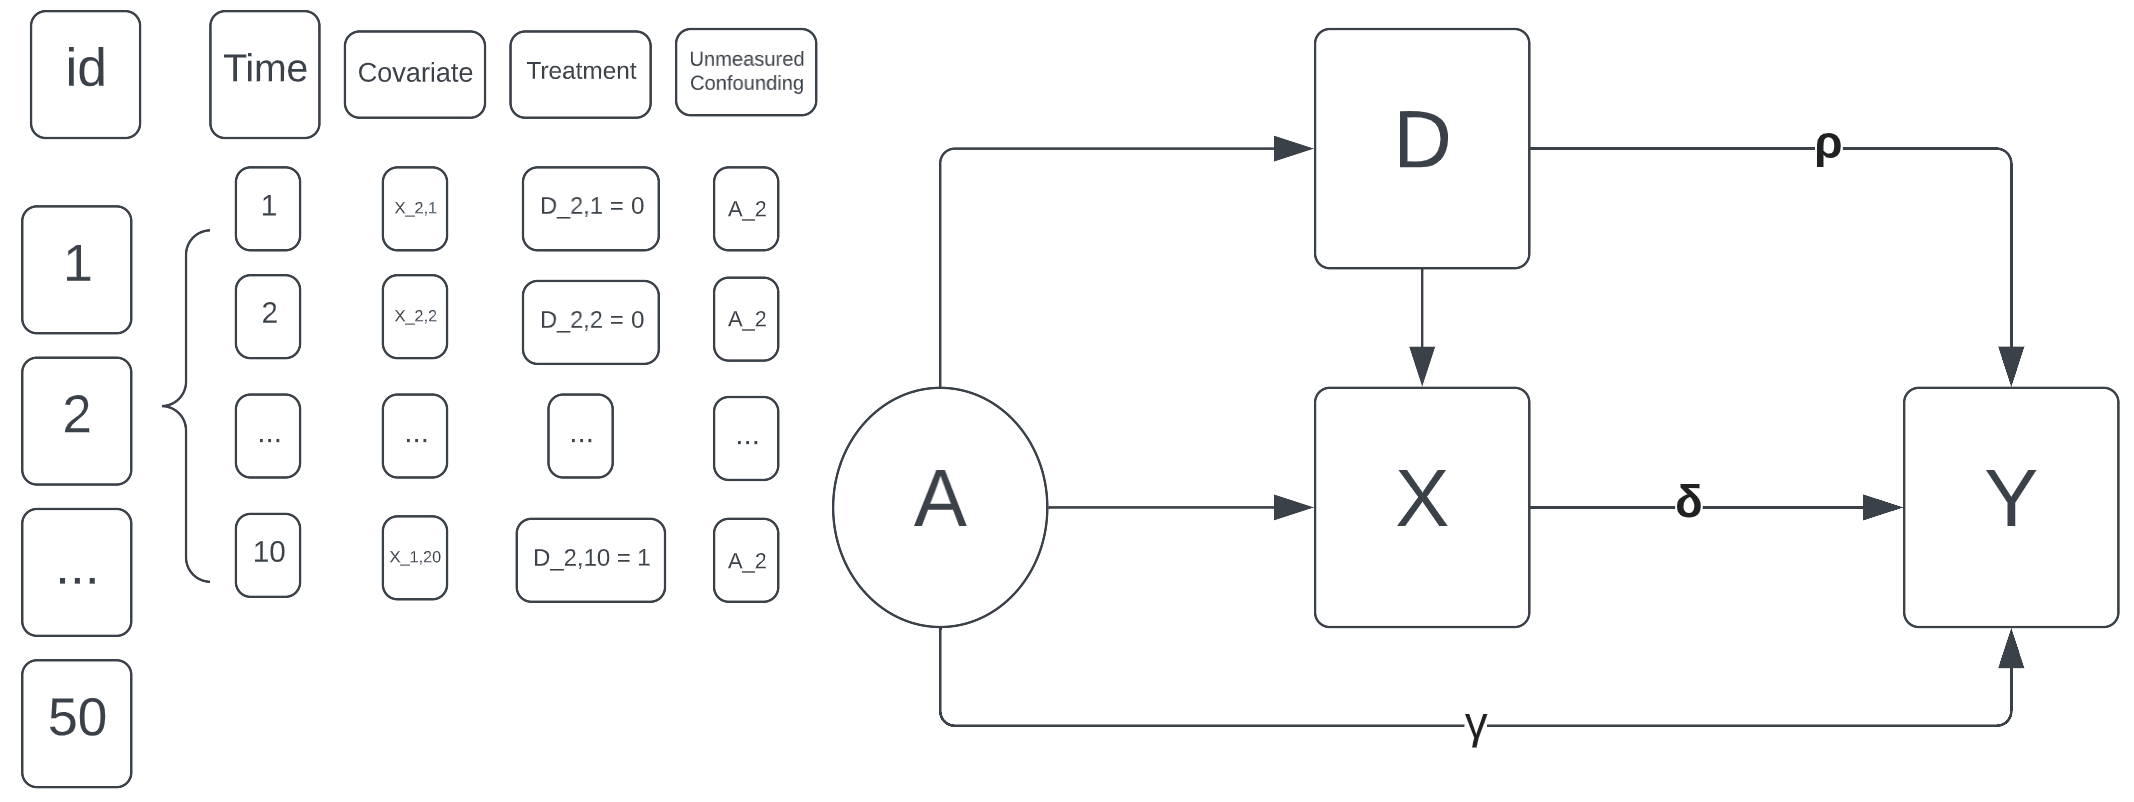 id
Time
Covariate
Treatment
Unmeasured
Confounding
1
2
...
50
1
X_2,1
D_2,1 = 0
A_2
2
X_2,2
D_2,2 = 0
A_2
...
...
...
...
10
X_1,20
D_2,10 = 1
A_2
D
ρ
A
X
δ
Y
γ